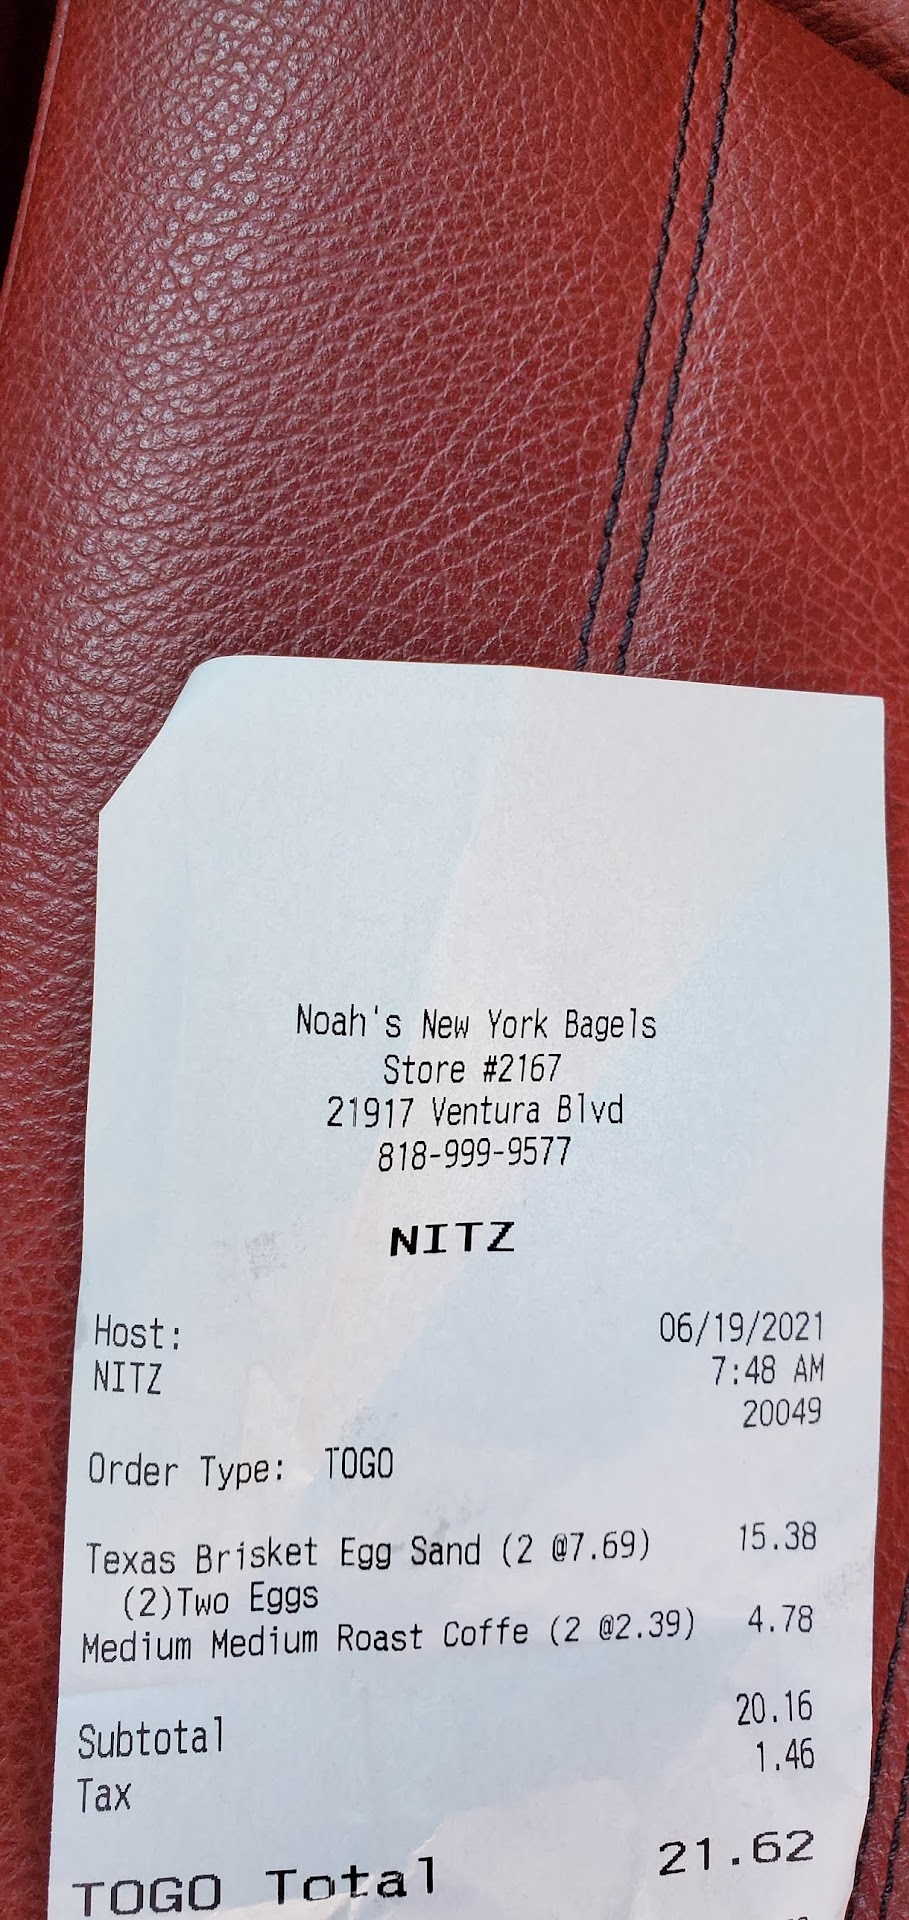 Noah's New York Bagels
Store #2167
21917 Ventura Blvd
818-999-9577
NITZ
Host: 06/19/2021
NITZ 7:48 AM
20049
Order Type: TOGO
Texas Brisket Egg Sand (2 @7.69) 15.38
(2)Two Eggs
Medium Medium Roast Coffe (2 @2.39) 4.78
Subtotal 20.16
Tax 1.46
TOGO Total 21.62